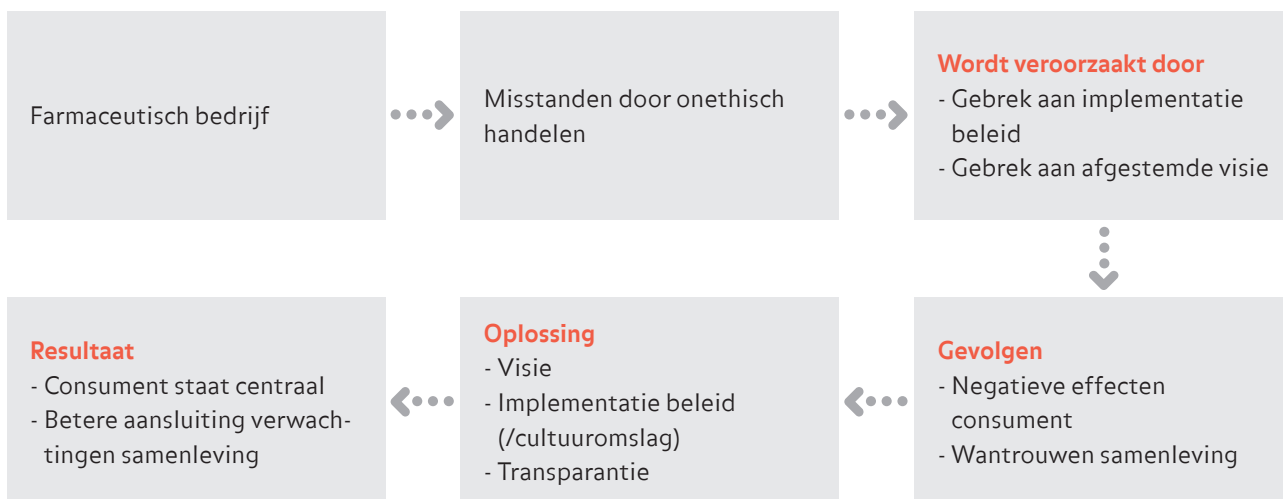 Farmaceutisch bedrijf
Misstanden door onethisch
handelen
Wordt veroorzaakt door
- Gebrek aan implementatie
beleid
- Gebrek aan afgestemde visie
Gevolgen
- Negatieve effecten
consument
- Wantrouwen samenleving
Oplossing
- Visie
- Implementatie beleid
(/cultuuromslag)
- Transparantie
Resultaat
- Consument staat centraal
- Betere aansluiting verwach-
tingen samenleving